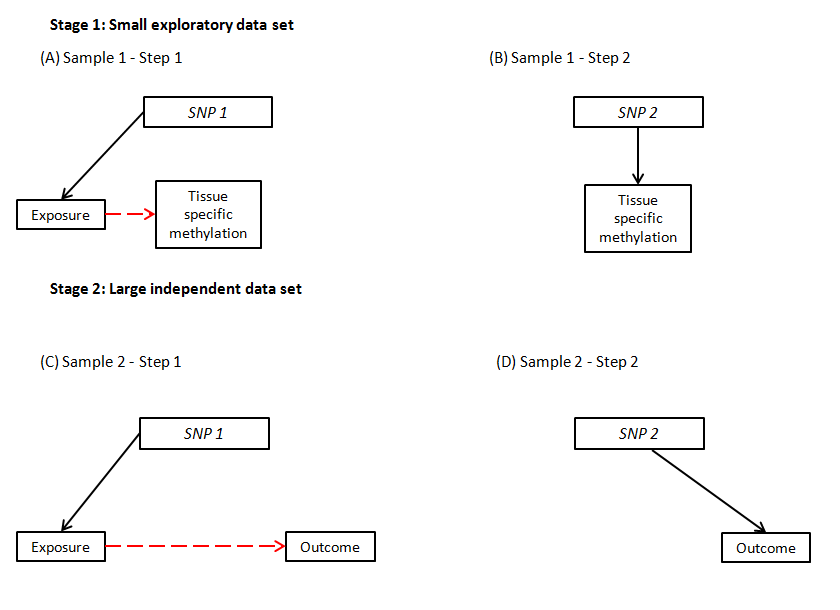 Stage 1: Small exploratory data set
(A) Sample 1 - Step 1
(B) Sample 1 - Step 2
SNP 1
SNP 2
Exposure
Tissue
specific
methylation
Tissue
specific
methylation
Stage 2: Large independent data set
(C) Sample 2 - Step 1
(D) Sample 2 - Step 2
SNP 1
SNP 2
Exposure
Outcome
Outcome